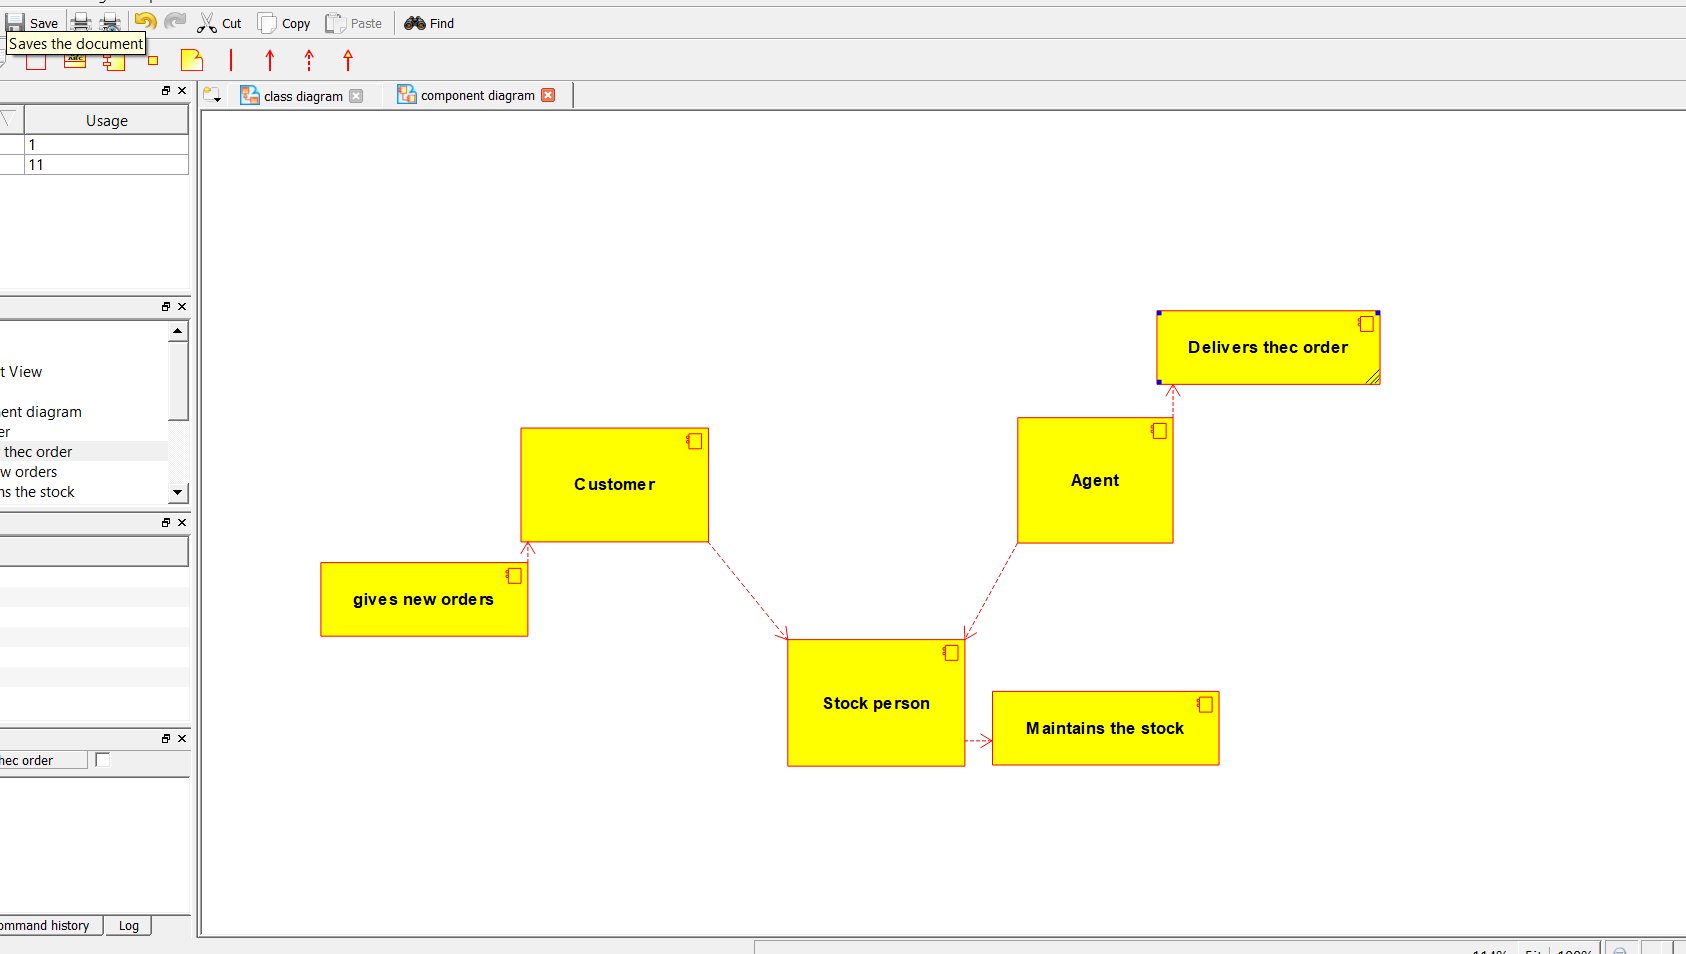 Save
Cut
Copy
Paste
Find
Saves the document
ABC
class diagram
component diagram
Usage
1
11
t View
ent diagram
er
thec order
w orders
ns the stock
hec order
ommand history
Log
Delivers thec order
Agent
Customer
gives new orders
Stock person
Maintains the stock